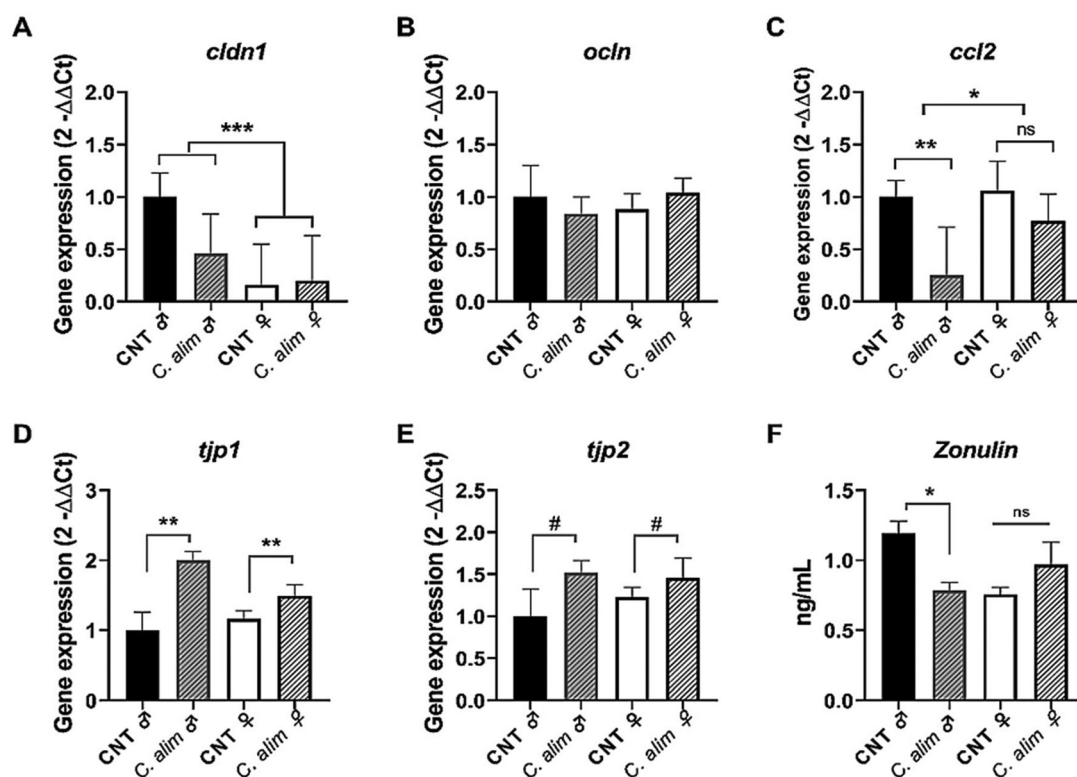 A
cldn1
Gene expression (2 -ΔΔCt)
2.0
1.5
1.0
0.5
0.0
***
CNT ♂
C. alim ♂
CNT ♀
C. alim ♀
B
ocln
Gene expression (2 -ΔΔCt)
2.0
1.5
1.0
0.5
0.0
CNT ♂
C. alim ♂
CNT ♀
C. alim ♀
C
ccl2
Gene expression (2 -ΔΔCt)
2.0
1.5
1.0
0.5
0.0
*
**
ns
CNT ♂
C. alim ♂
CNT ♀
C. alim ♀
D
tjp1
Gene expression (2 -ΔΔCt)
3
2
1
0
**
**
CNT ♂
C. alim ♂
CNT ♀
C. alim ♀
E
tjp2
Gene expression (2 -ΔΔCt)
2.5
2.0
1.5
1.0
0.5
0.0
#
#
CNT ♂
C. alim ♂
CNT ♀
C. alim ♀
F
Zonulin
ng/mL
1.5
1.0
0.5
0.0
*
ns
CNT ♂
C. alim ♂
CNT ♀
C. alim ♀